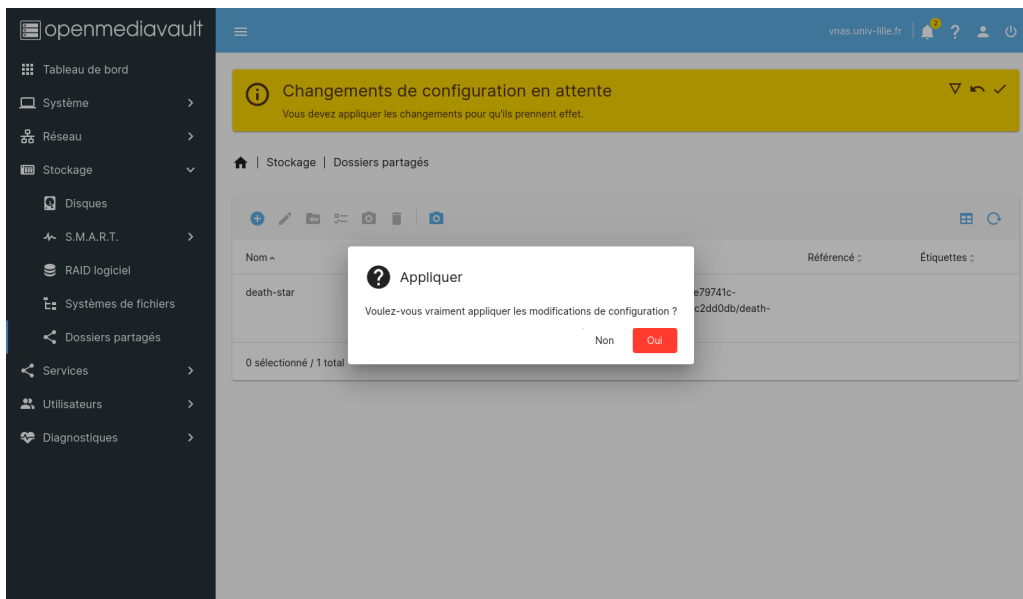 openmediavault
vnas.univ-lille.fr
2
?
Tableau de bord
Système
Réseau
Stockage
Disques
S.M.A.R.T.
RAID logiciel
Systèmes de fichiers
Dossiers partagés
Services
Utilisateurs
Diagnostiques
Changements de configuration en attente
Vous devez appliquer les changements pour qu'ils prennent effet.
| Stockage | Dossiers partagés
Nom
Référencé
Étiquettes
death-star
e79741c-
c2dd0db/death-
0 sélectionné / 1 total
Appliquer
Voulez-vous vraiment appliquer les modifications de configuration ?
Non
Oui